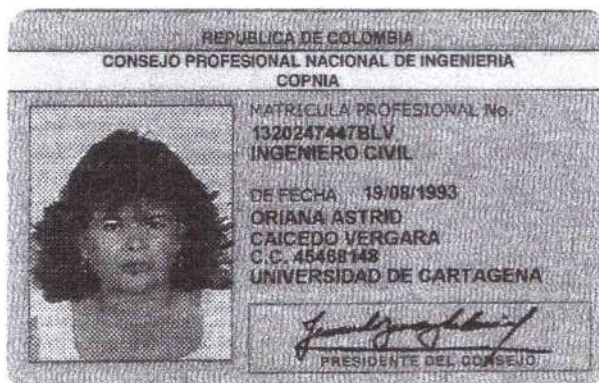 REPUBLICA DE COLOMBIA
CONSEJO PROFESIONAL NACIONAL DE INGENIERIA
COPNIA
MATRICULA PROFESIONAL No.
1320247447BLV
INGENIERO CIVIL
DE FECHA 19/08/1993
ORIANA ASTRID
CAICEDO VERGARA
C.C. 45468148
UNIVERSIDAD DE CARTAGENA
PRESIDENTE DEL CONSEJO